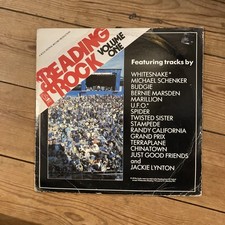 READING
ROCK
VOLUME
ONE
Featuring tracks by
WHITESNAKE*
MICHAEL SCHENKER
BUDGIE
BERNIE MARSDEN
MARILLION
U.F.O.*
SPIDER
TWISTED SISTER
STAMPEDE
RANDY CALIFORNIA
GRAND PRIX
TERRAPLANE
CHINATOWN
JUST GOOD FRIENDS
and
JACKIE LYNTON